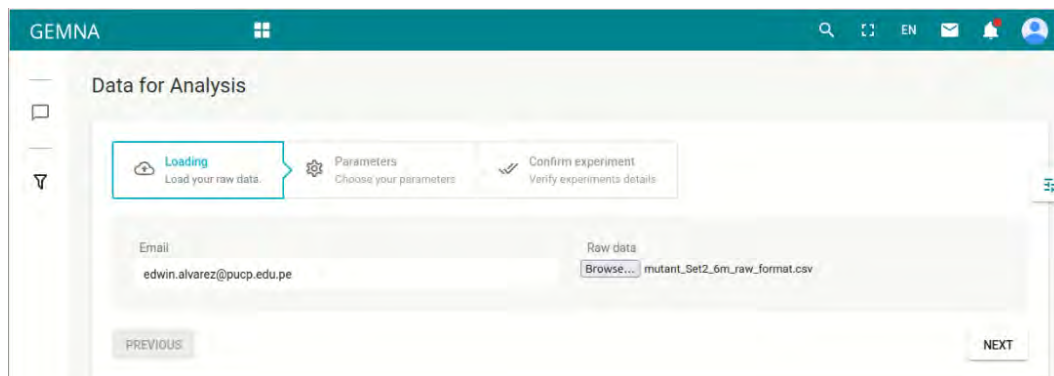 GEMNA
EN
Data for Analysis
Loading
Load your raw data.
Parameters
Choose your parameters
Confirm experiment
Verify experiments details
Email
edwin.alvarez@pucp.edu.pe
Raw data
Browse... mutant_Set2_6m_raw_format.csv
PREVIOUS
NEXT